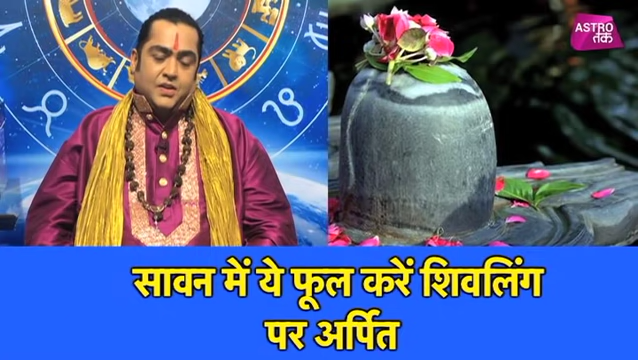 ASTRO
तक
सावन में ये फूल करें शिवलिंग
पर अर्पित